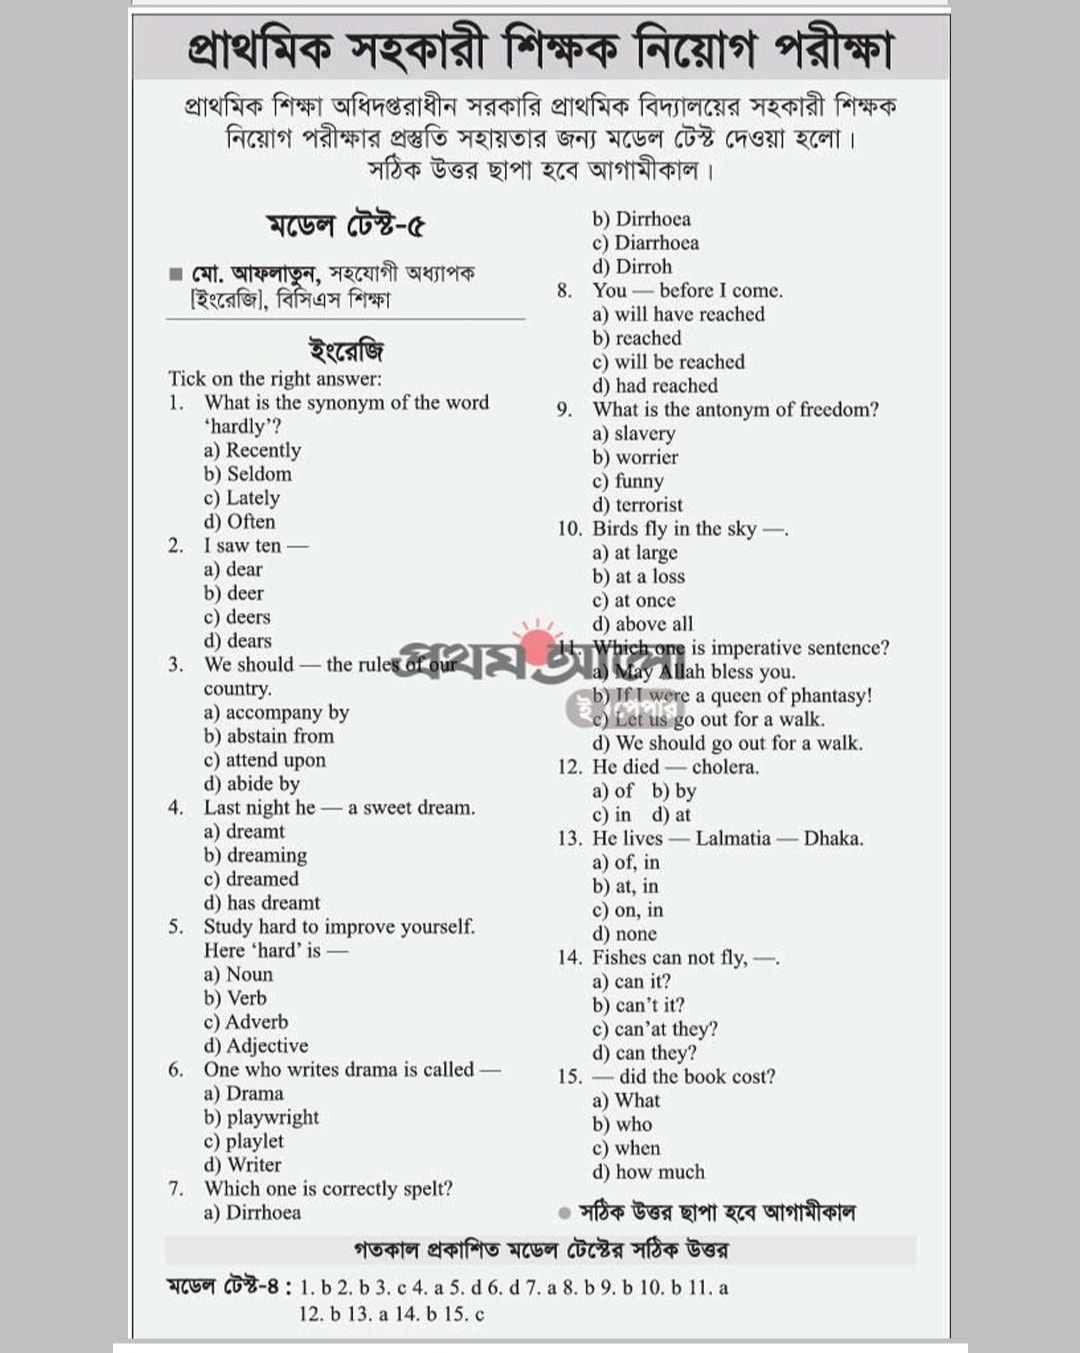 প্রাথমিক সহকারী শিক্ষক নিয়োগ পরীক্ষা
প্রাথমিক শিক্ষা অধিদপ্তরাধীন সরকারি প্রাথমিক বিদ্যালয়ের সহকারী শিক্ষক
নিয়োগ পরীক্ষার প্রস্তুতি সহায়তার জন্য মডেল টেস্ট দেওয়া হলো।
সঠিক উত্তর ছাপা হবে আগামীকাল।
মডেল টেস্ট-৫
মো. আফলাতুন, সহযোগী অধ্যাপক
[ইংরেজি], বিসিএস শিক্ষা
ইংরেজি
Tick on the right answer:
1. What is the synonym of the word
‘hardly’?
a) Recently
b) Seldom
c) Lately
d) Often
2. I saw ten —
a) dear
b) deer
c) deers
d) dears
3. We should — the rules of our
country.
a) accompany by
b) abstain from
c) attend upon
d) abide by
4. Last night he — a sweet dream.
a) dreamt
b) dreaming
c) dreamed
d) has dreamt
5. Study hard to improve yourself.
Here ‘hard’ is —
a) Noun
b) Verb
c) Adverb
d) Adjective
6. One who writes drama is called —
a) Drama
b) playwright
c) playlet
d) Writer
7. Which one is correctly spelt?
a) Dirrhoea
b) Dirrhoea
c) Diarrhoea
d) Dirroh
8. You — before I come.
a) will have reached
b) reached
c) will be reached
d) had reached
9. What is the antonym of freedom?
a) slavery
b) worrier
c) funny
d) terrorist
10. Birds fly in the sky —.
a) at large
b) at a loss
c) at once
d) above all
11. Which one is imperative sentence?
a) May Allah bless you.
b) If I were a queen of phantasy!
c) Let us go out for a walk.
d) We should go out for a walk.
12. He died — cholera.
a) of b) by
c) in d) at
13. He lives — Lalmatia — Dhaka.
a) of, in
b) at, in
c) on, in
d) none
14. Fishes can not fly, —.
a) can it?
b) can’t it?
c) can’at they?
d) can they?
15. — did the book cost?
a) What
b) who
c) when
d) how much
সঠিক উত্তর ছাপা হবে আগামীকাল
প্রথম আলো
ই-পেপার
গতকাল প্রকাশিত মডেল টেস্টের সঠিক উত্তর
মডেল টেস্ট-৪ : 1. b 2. b 3. c 4. a 5. d 6. d 7. a 8. b 9. b 10. b 11. a
12. b 13. a 14. b 15. c